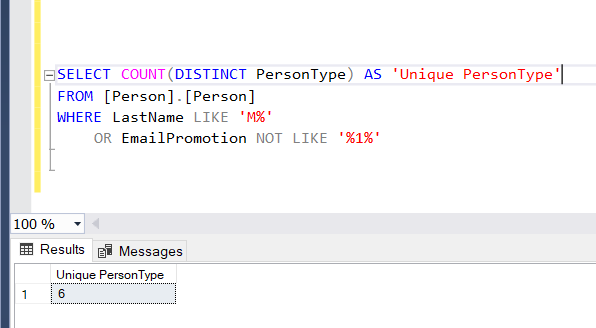 SELECT COUNT(DISTINCT PersonType) AS 'Unique PersonType'
FROM [Person].[Person]
WHERE LastName LIKE 'M%'
OR EmailPromotion NOT LIKE '%1%'
100 %
Results Messages
Unique PersonType
1 6